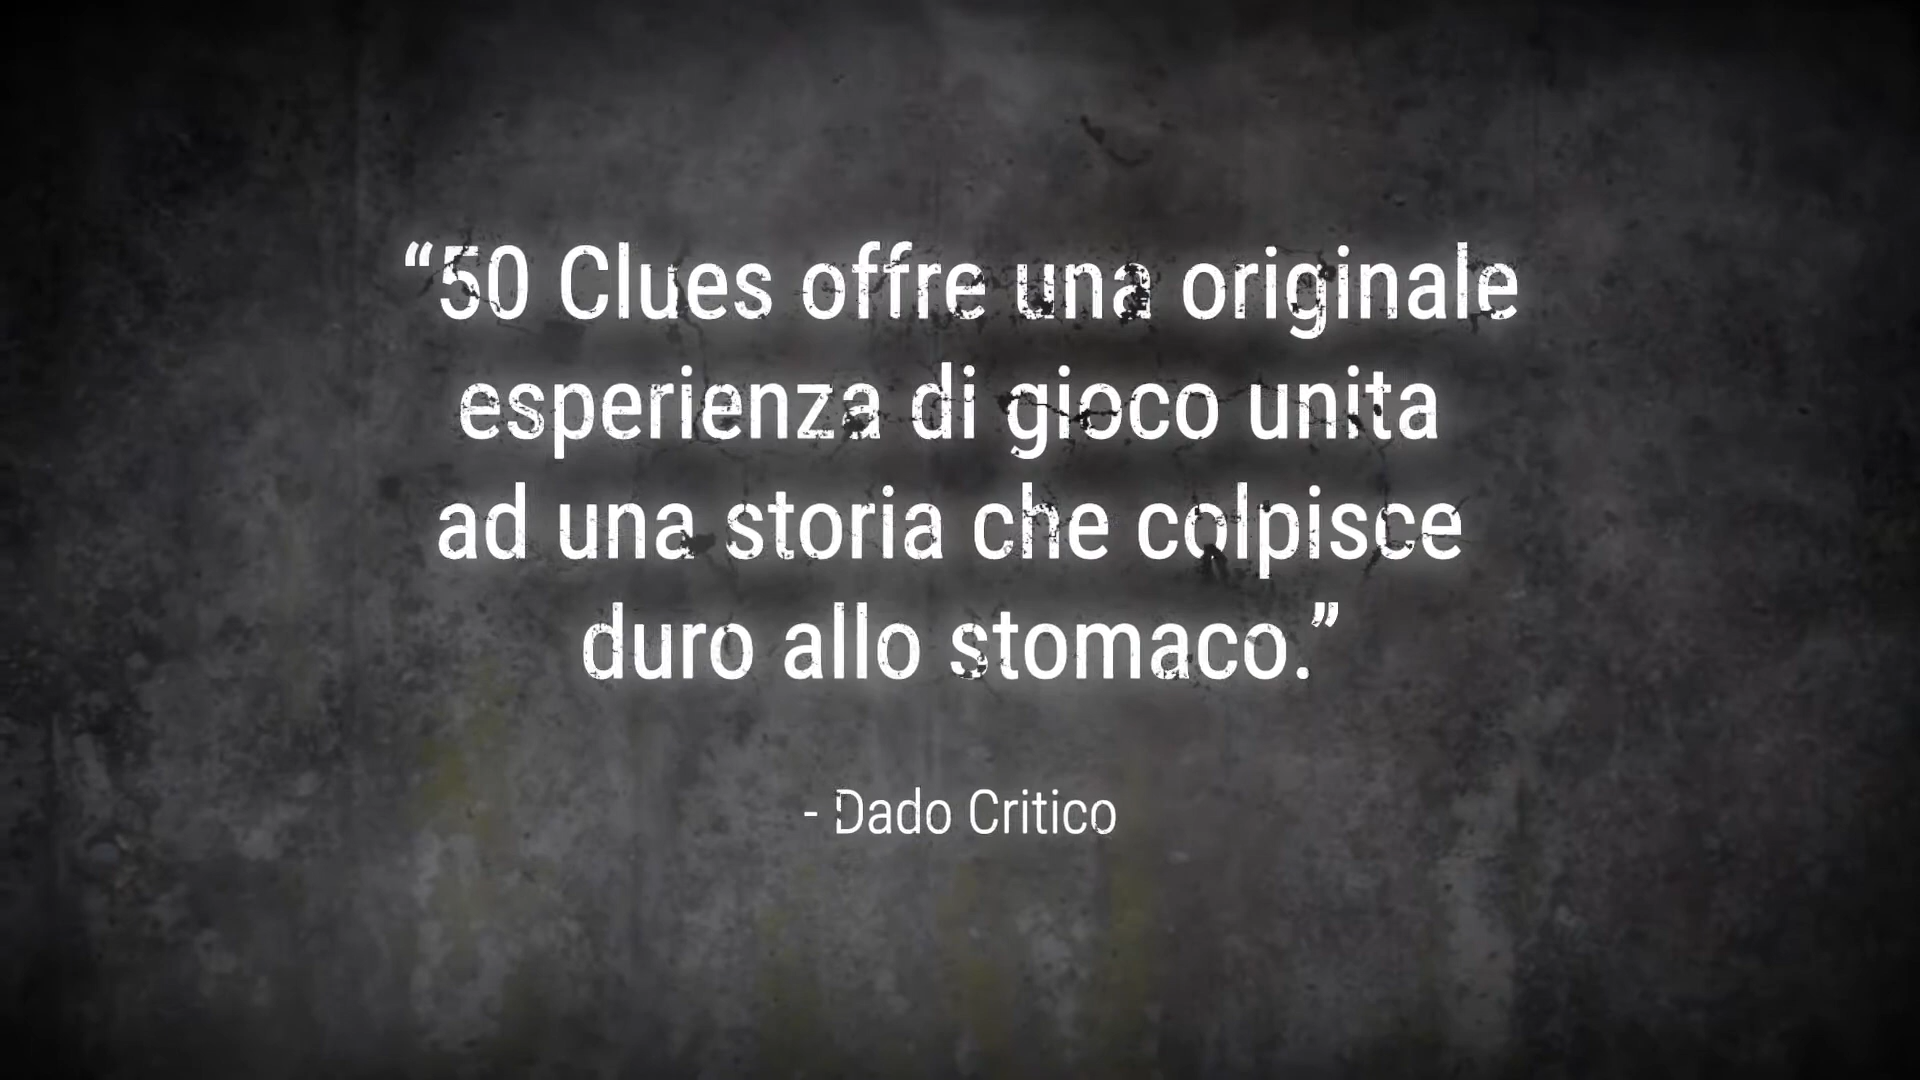 “50 Clues offre una originale
esperienza di gioco unita
ad una storia che colpisce
duro allo stomaco.”
- Dado Critico